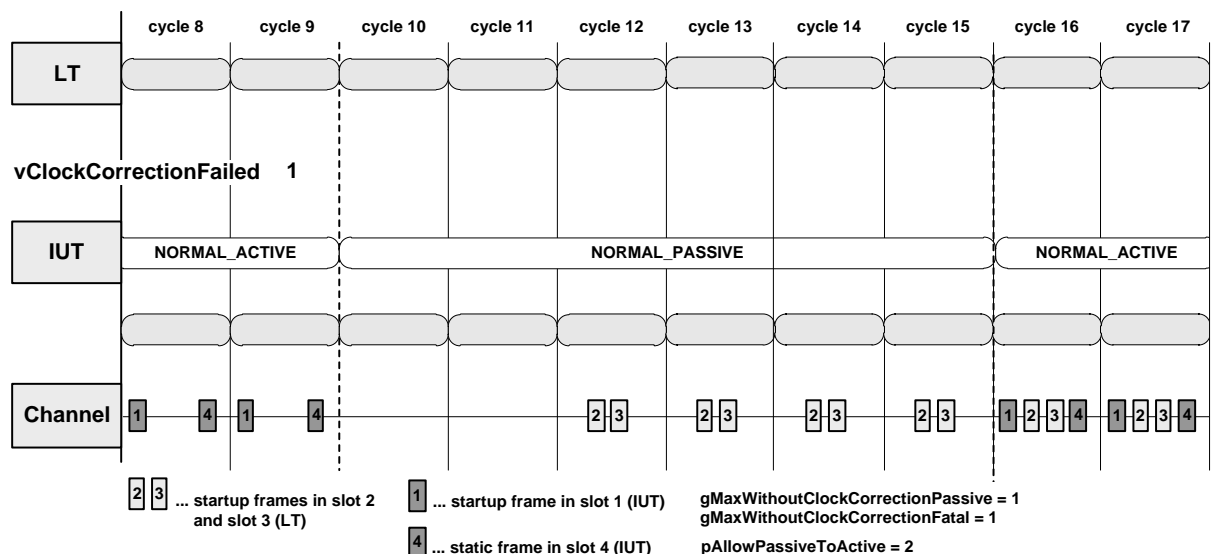 cycle 8 cycle 9 cycle 10 cycle 11 cycle 12 cycle 13 cycle 14 cycle 15 cycle 16 cycle 17
LT
vClockCorrectionFailed 1
IUT NORMAL_ACTIVE NORMAL_PASSIVE NORMAL_ACTIVE
Channel 1 4 1 4 2 3 2 3 2 3 2 3 1 2 3 4 1 2 3 4
2 3 ... startup frames in slot 2
and slot 3 (LT)
1 ... startup frame in slot 1 (IUT)
4 ... static frame in slot 4 (IUT)
gMaxWithoutClockCorrectionPassive = 1
gMaxWithoutClockCorrectionFatal = 1
pAllowPassiveToActive = 2